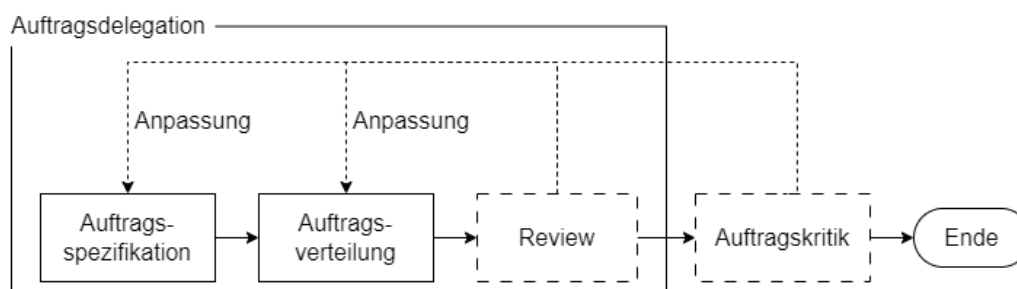 Auftragsdelegation
Anpassung
Anpassung
Auftrags-
spezifikation
Auftrags-
verteilung
Review
Auftragskritik
Ende